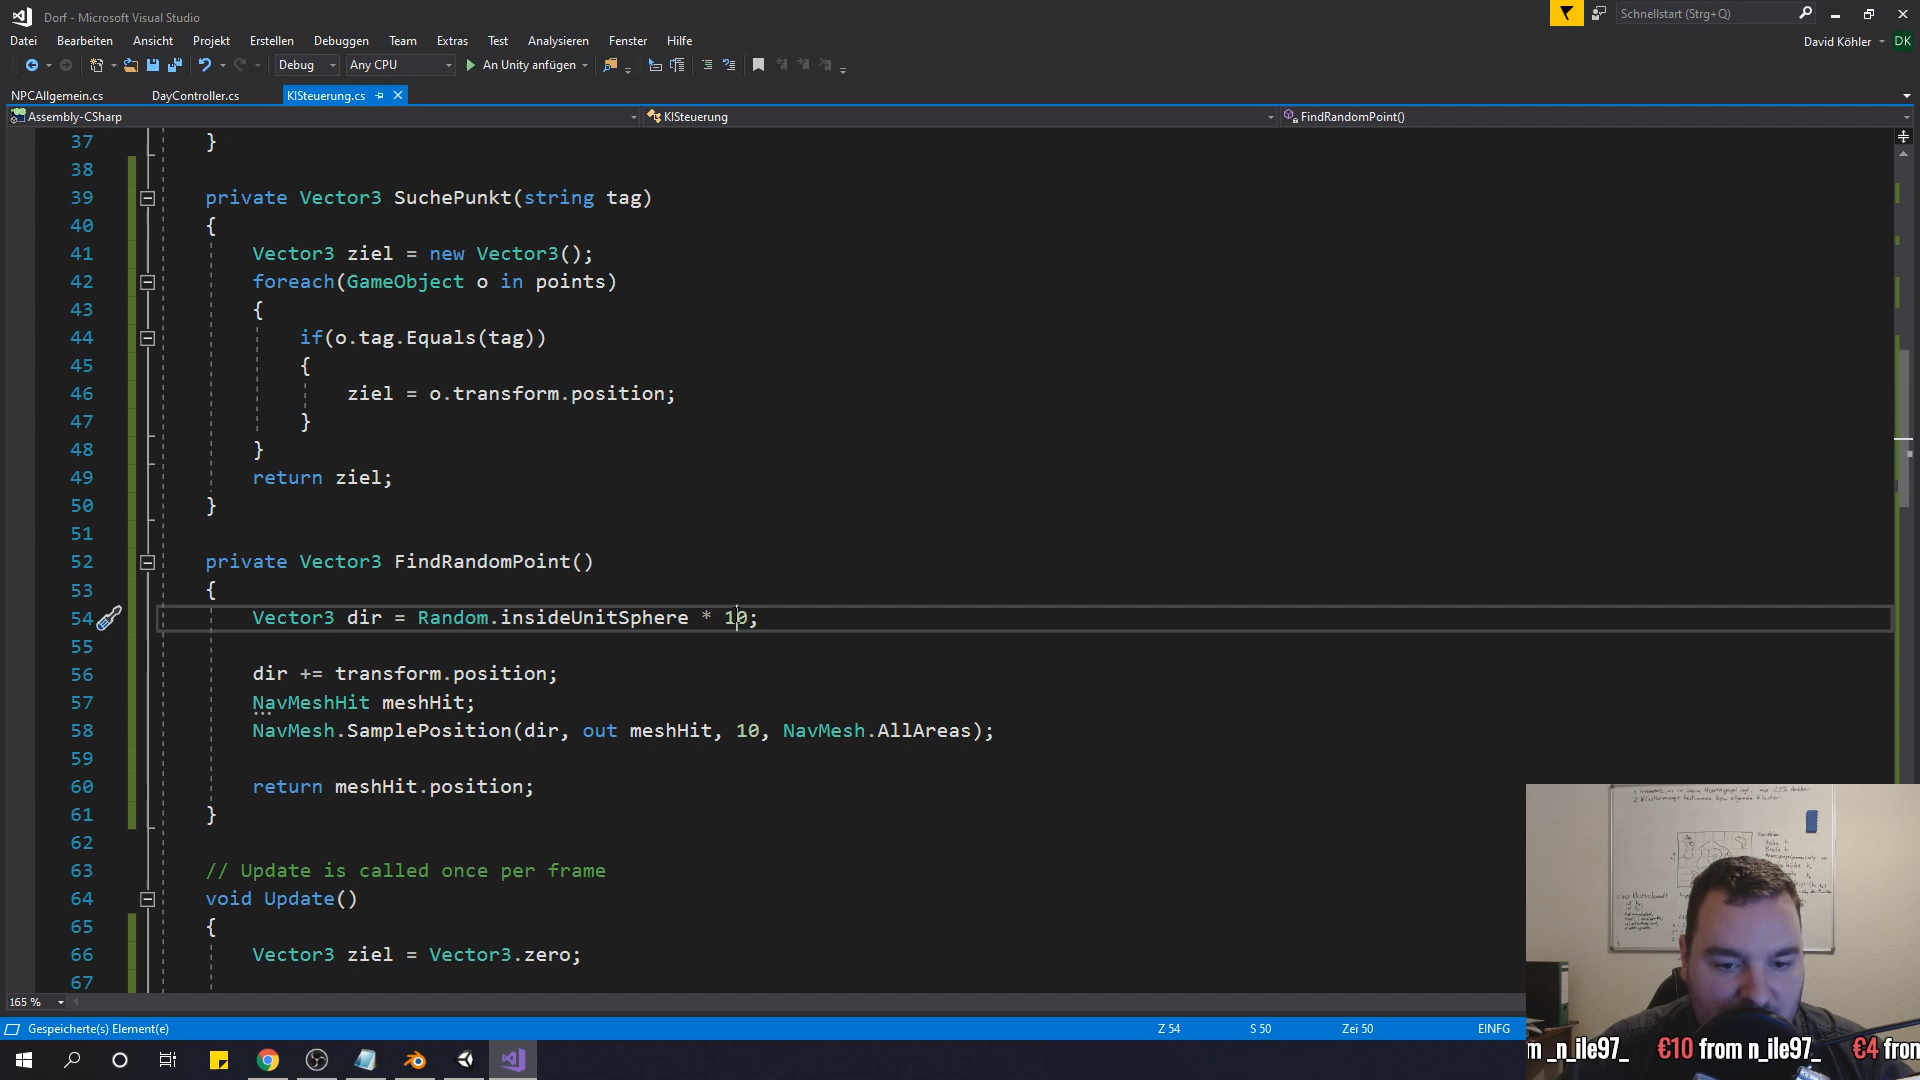 Dorf - Microsoft Visual Studio
Schnellstart (Strg+Q)
Datei Bearbeiten Ansicht Projekt Erstellen Debuggen Team Extras Test Analysieren Fenster Hilfe
David Köhler DK
Debug Any CPU An Unity anfügen
NPCAllgemein.cs DayController.cs KISteuerung.cs
Assembly-CSharp KISteuerung FindRandomPoint()
37 }
38
39 private Vector3 SuchePunkt(string tag)
40 {
41 Vector3 ziel = new Vector3();
42 foreach(GameObject o in points)
43 {
44 if(o.tag.Equals(tag))
45 {
46 ziel = o.transform.position;
47 }
48 }
49 return ziel;
50 }
51
52 private Vector3 FindRandomPoint()
53 {
54 Vector3 dir = Random.insideUnitSphere * 10;
55
56 dir += transform.position;
57 NavMeshHit meshHit;
58 NavMesh.SamplePosition(dir, out meshHit, 10, NavMesh.AllAreas);
59
60 return meshHit.position;
61 }
62
63 // Update is called once per frame
64 void Update()
65 {
66 Vector3 ziel = Vector3.zero;
67
165 %
Gespeicherte(s) Element(e) Z 54 S 50 Zei 50 EINFG
m _n_ile97_ €10 from n_ile97_ €4 from